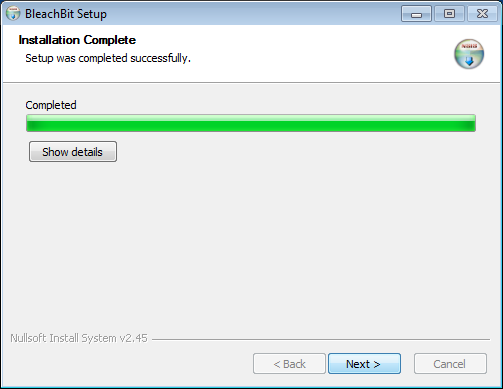 BleachBit Setup
Installation Complete
Setup was completed successfully.
Completed
Show details
Nullsoft Install System v2.45
< Back
Next >
Cancel